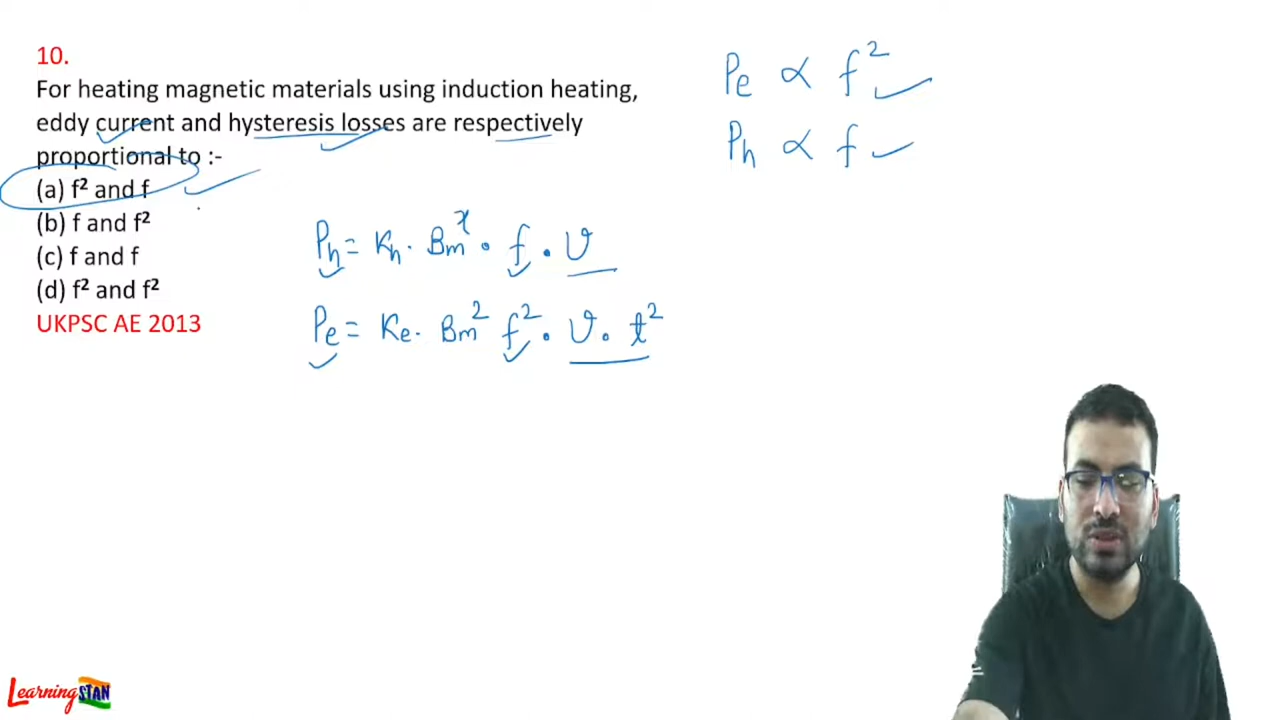 10.
For heating magnetic materials using induction heating,
eddy current and hysteresis losses are respectively
proportional to :-
(a) f² and f
(b) f and f²
(c) f and f
(d) f² and f²
UKPSC AE 2013
Pe ∝ f²
Ph ∝ f
Ph = Kh · Bm^x · f · v
Pe = Ke · Bm² f² · v · t²
LearningSTAN